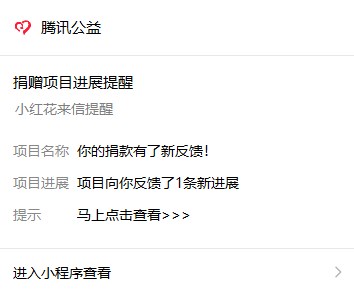 腾讯公益
捐赠项目进展提醒
小红花来信提醒
项目名称 你的捐款有了新反馈！
项目进展 项目向你反馈了1条新进展
提示 马上点击查看>>>
进入小程序查看